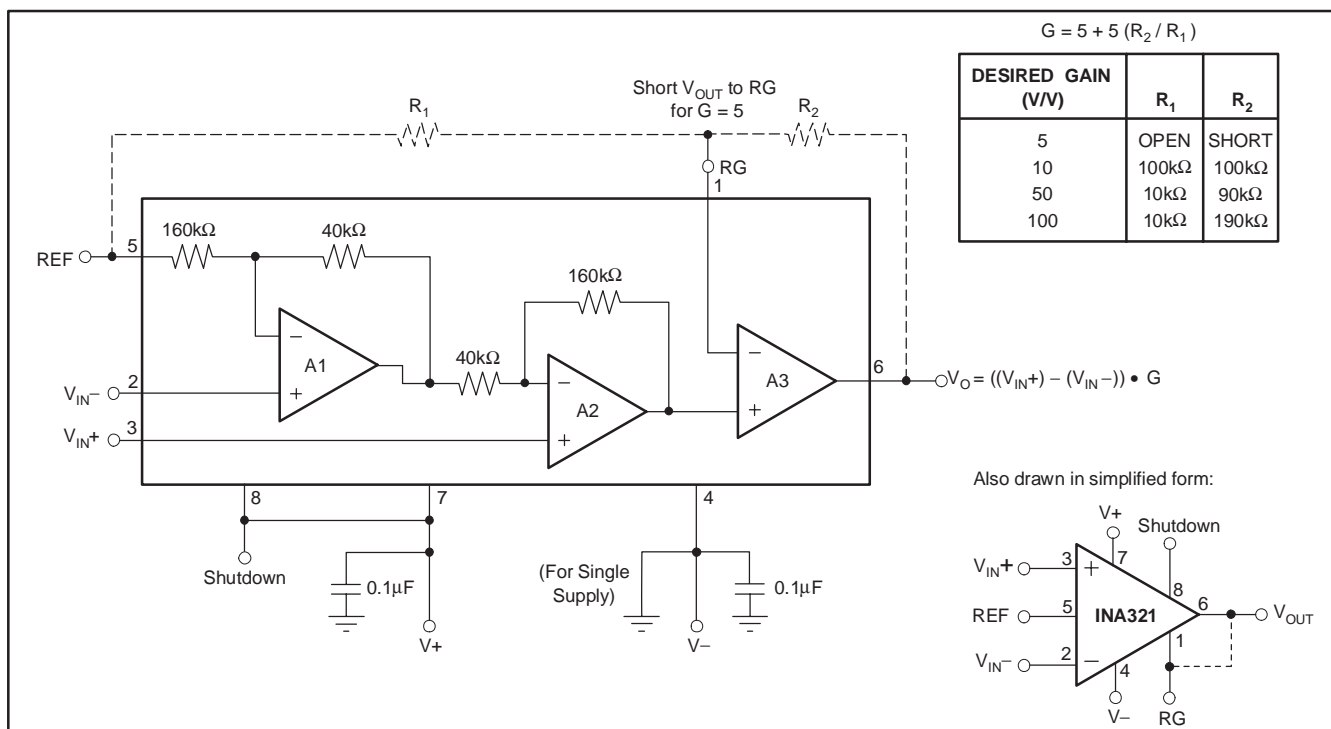 G = 5 + 5 (R2 / R1)
DESIRED GAIN (V/V) R1 R2
5 OPEN SHORT
10 100kΩ 100kΩ
50 10kΩ 90kΩ
100 10kΩ 190kΩ
Short VOUT to RG
for G = 5
R1
R2
RG
1
160kΩ
40kΩ
REF
5
160kΩ
A1
−
+
40kΩ
A2
−
+
A3
−
+
6
VO = ((VIN+) − (VIN−)) • G
VIN−
2
VIN+
3
8
7
4
Shutdown
0.1μF
V+
(For Single
Supply)
0.1μF
V−
Also drawn in simplified form:
V+
Shutdown
VIN+
3
+
7
8
REF
5
INA321
6
VOUT
VIN−
2
−
4
1
V−
RG